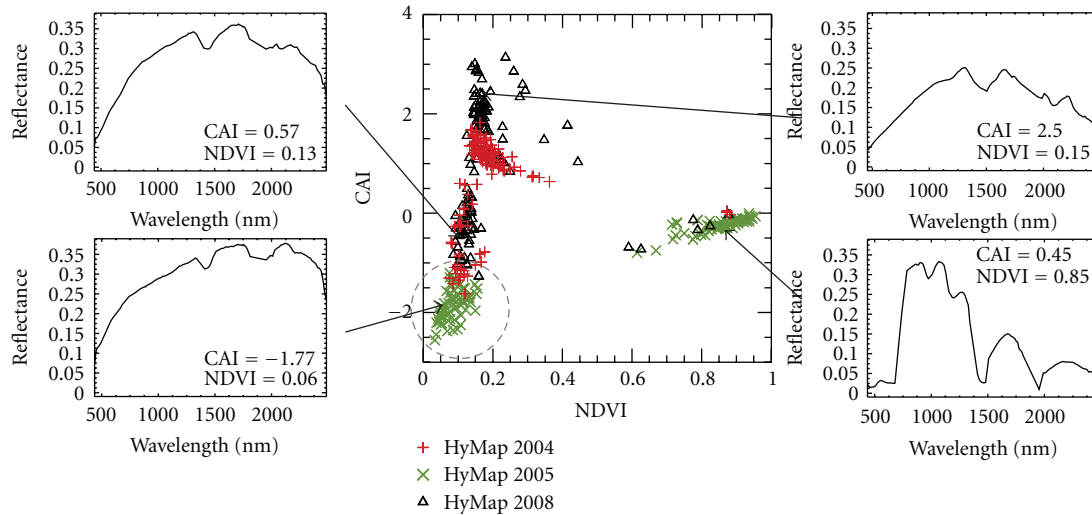 0.35
0.3
0.25
0.2
0.15
0.1
0.05
0
Reflectance
CAI = 0.57
NDVI = 0.13
500 1000 1500 2000
Wavelength (nm)
0.35
0.3
0.25
0.2
0.15
0.1
0.05
0
Reflectance
CAI = −1.77
NDVI = 0.06
500 1000 1500 2000
Wavelength (nm)
4
2
0
−2
CAI
0 0.2 0.4 0.6 0.8 1
NDVI
HyMap 2004
HyMap 2005
HyMap 2008
0.35
0.3
0.25
0.2
0.15
0.1
0.05
0
Reflectance
CAI = 2.5
NDVI = 0.15
500 1000 1500 2000
Wavelength (nm)
0.35
0.3
0.25
0.2
0.15
0.1
0.05
0
Reflectance
CAI = 0.45
NDVI = 0.85
500 1000 1500 2000
Wavelength (nm)